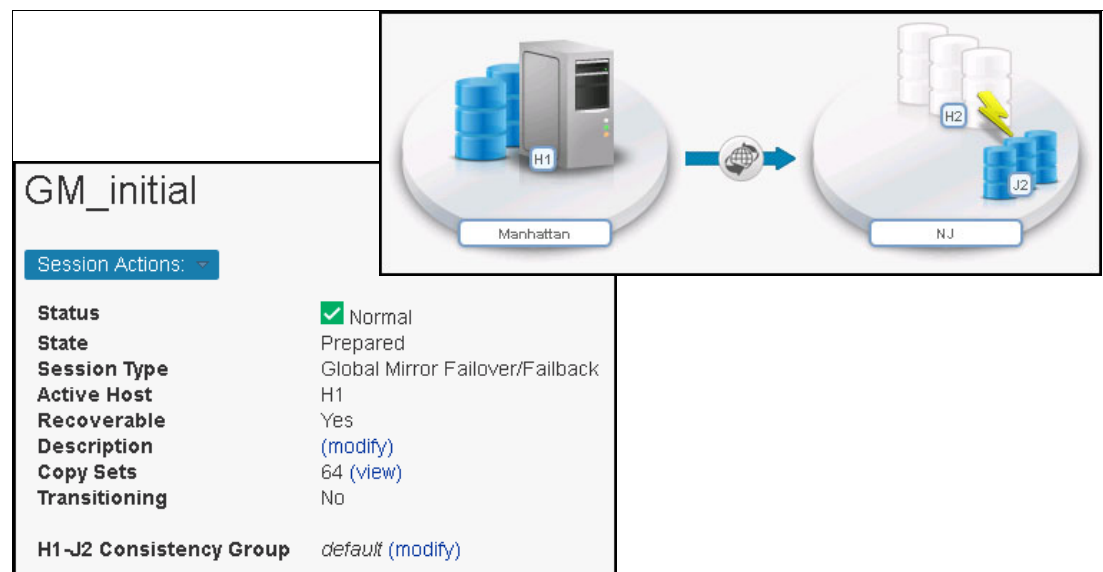 H1
H2
J2
Manhattan
NJ
GM_initial
Session Actions:
Status Normal
State Prepared
Session Type Global Mirror Failover/Failback
Active Host H1
Recoverable Yes
Description (modify)
Copy Sets 64 (view)
Transitioning No
H1-J2 Consistency Group default (modify)